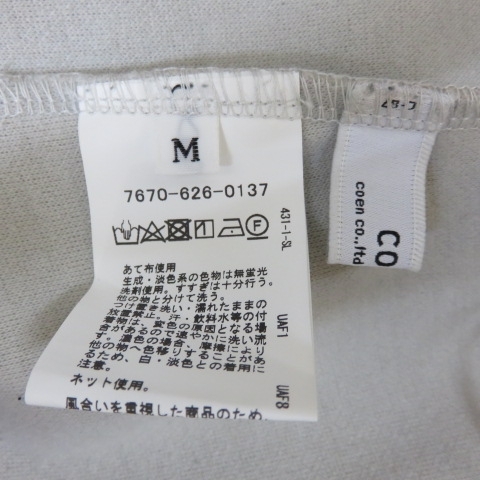 M
7670-626-0137
431-1-SL
あて布使用
生成・淡色系の色物は無蛍光
洗剤使用。すすぎは十分行う。
他の物と分けて洗う。
つけ置き洗い・濡れたままの
放置禁止。汗・飲料水等の付
着は、変色の原因となる場
合があるので速やかに洗い流
す。濃色の場合、摩擦により
他の物へ色移りすることがあ
るため、白・淡色との着用に
注意。
ネット使用。
風合いを重視した商品のため、
UAF1
UAF8
coen co.,ltd
CO